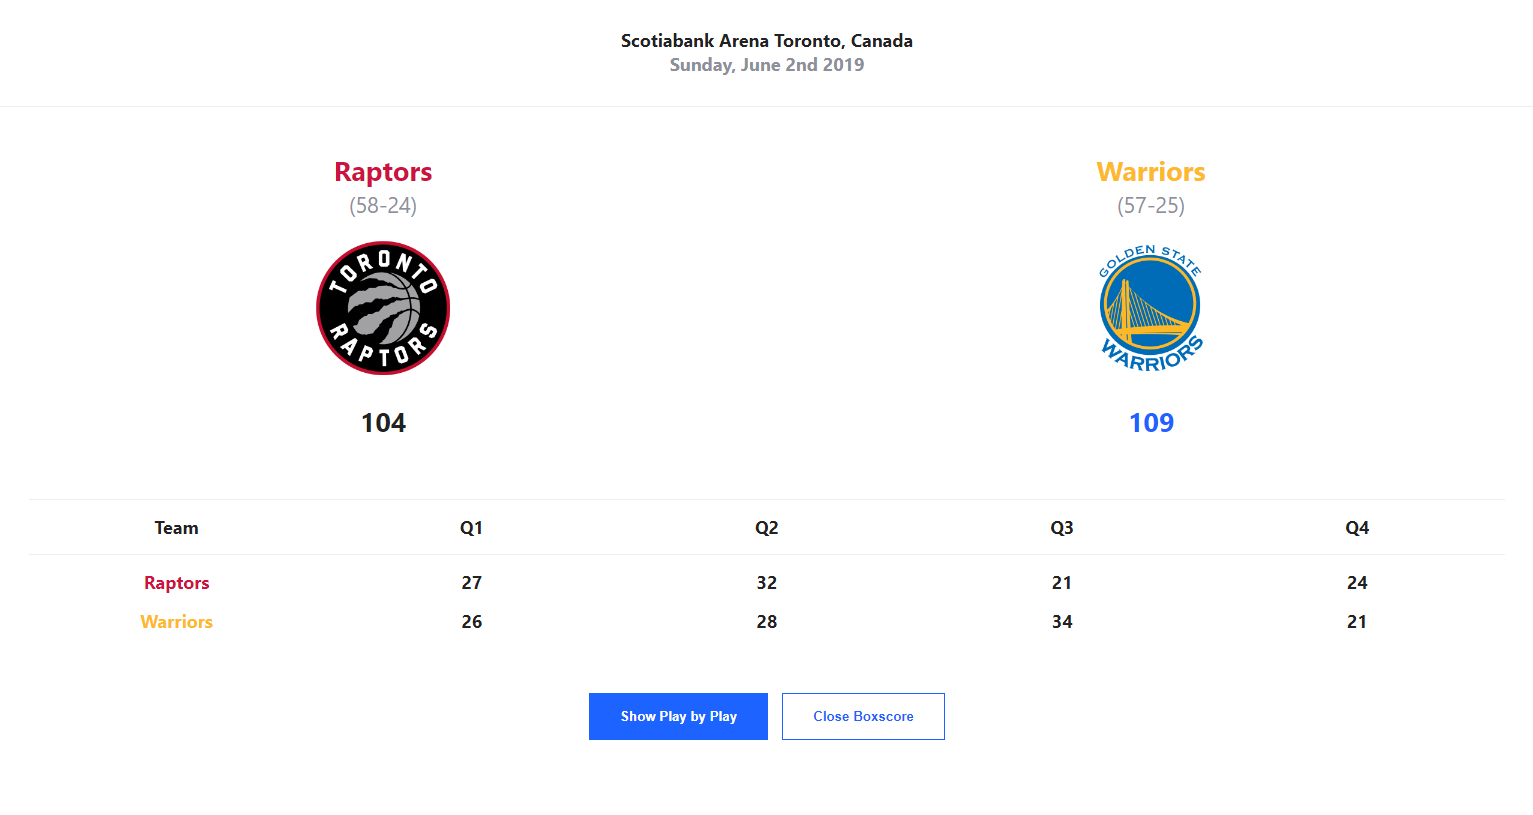 Scotiabank Arena Toronto, Canada
Sunday, June 2nd 2019
Raptors
(58-24)
TORONTO
RAPTORS
104
Warriors
(57-25)
GOLDEN STATE
WARRIORS
109
Team Q1 Q2 Q3 Q4
Raptors 27 32 21 24
Warriors 26 28 34 21
Show Play by Play
Close Boxscore